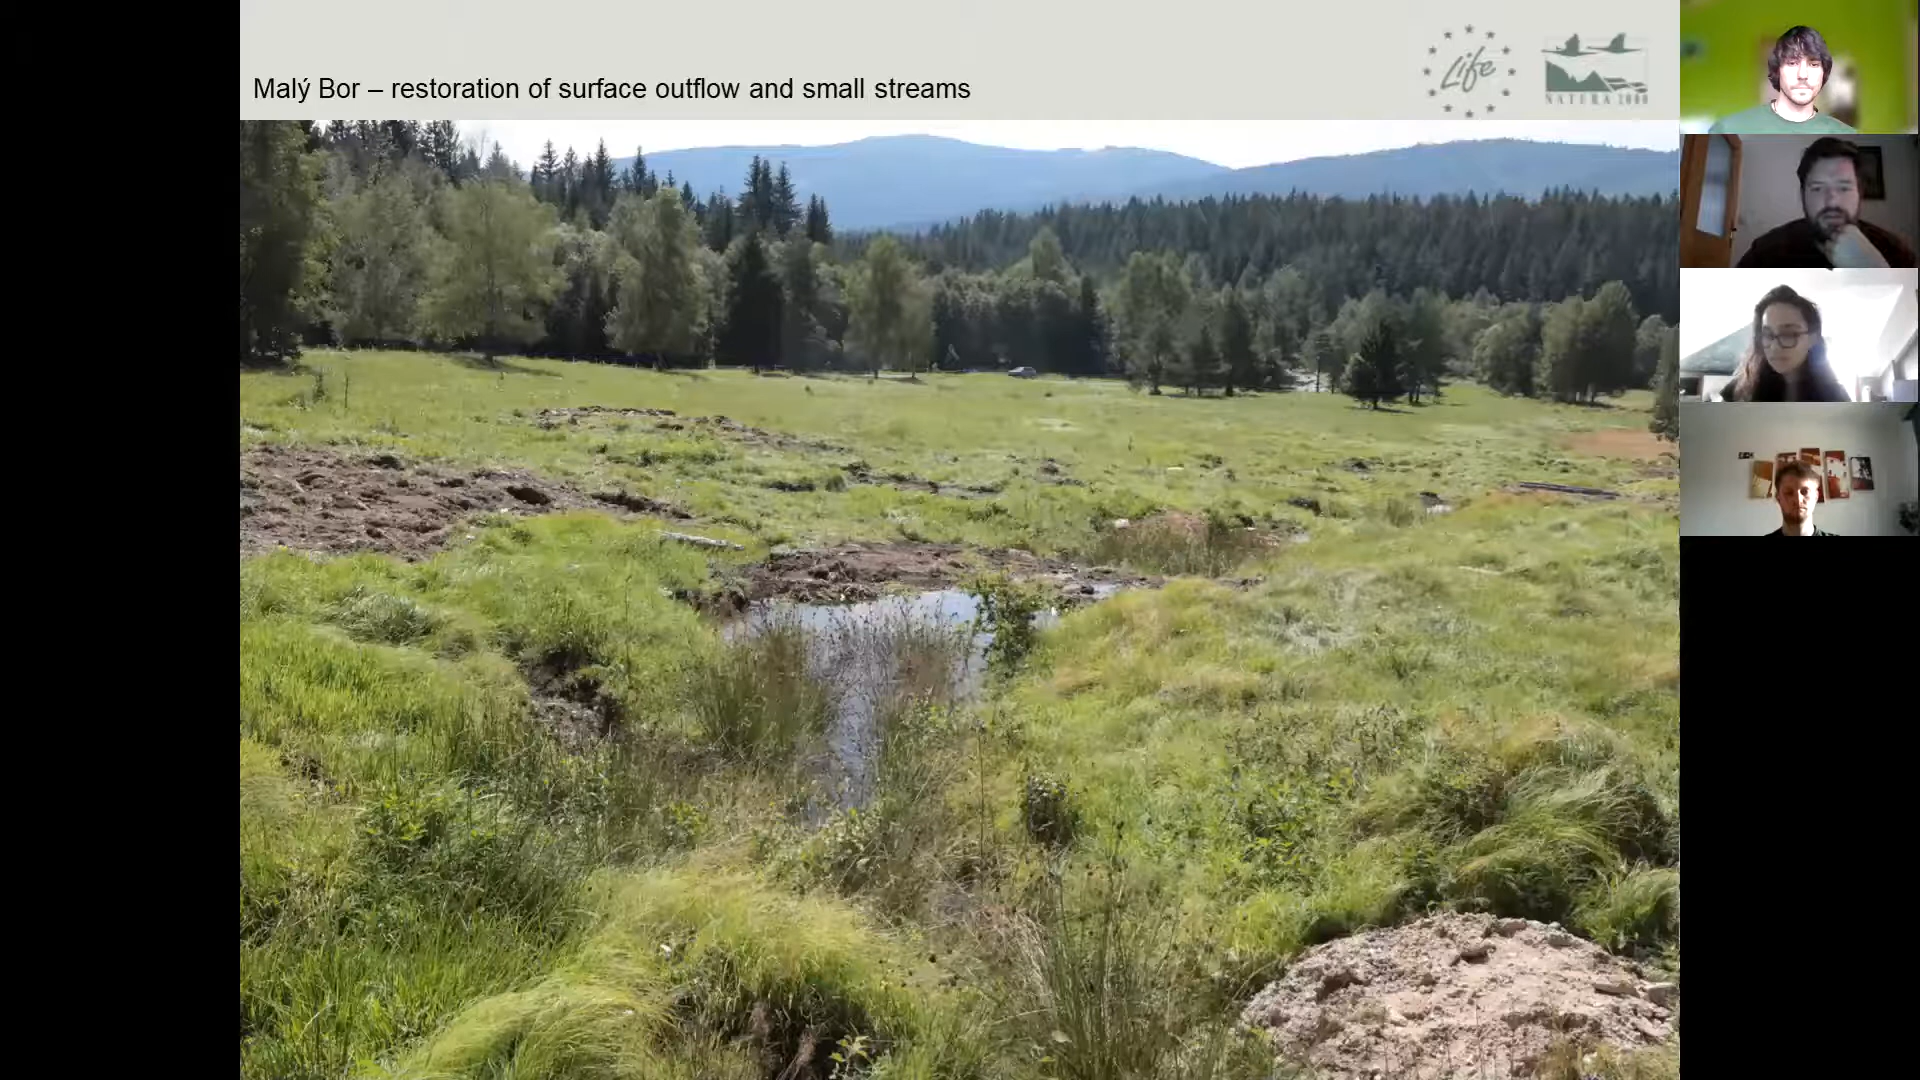 Malý Bor – restoration of surface outflow and small streams
Life
NATURA 2000